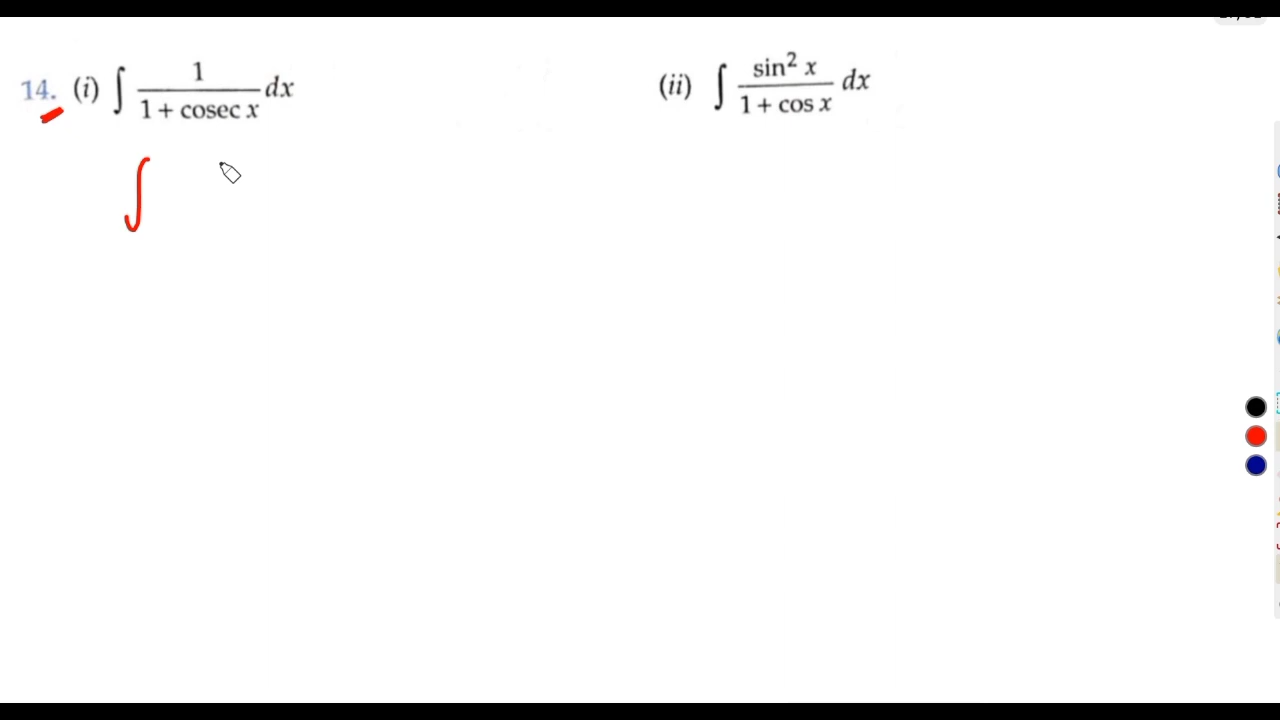 14. (i) ∫ 1 / (1 + cosec x) dx
(ii) ∫ sin² x / (1 + cos x) dx
∫